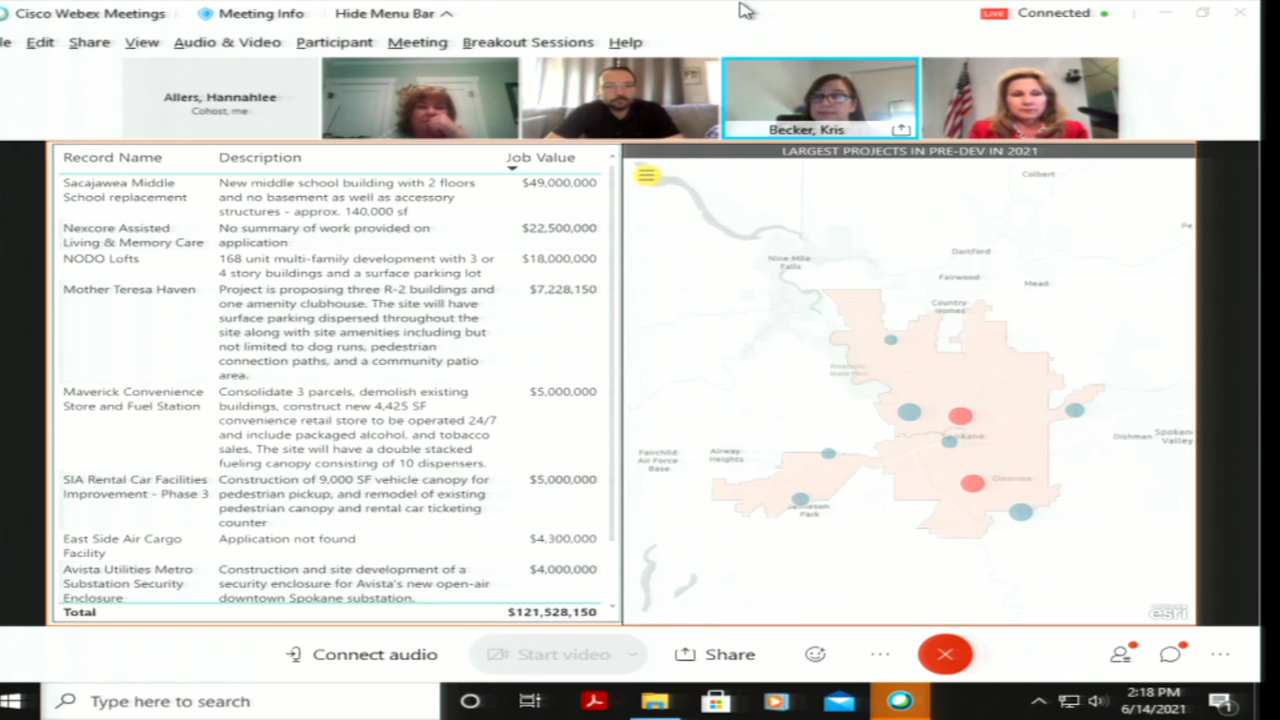 Cisco Webex Meetings
Meeting Info
Hide Menu Bar
LIVE
Connected
le Edit Share View Audio & Video Participant Meeting Breakout Sessions Help
Allers, Hannahlee
Cohost, me
Becker, Kris
Record Name Description Job Value
Sacajawea Middle New middle school building with 2 floors $49,000,000
School replacement and no basement as well as accessory
structures - approx. 140,000 sf
Nexcore Assisted No summary of work provided on $22,500,000
Living & Memory Care application
NODO Lofts 168 unit multi-family development with 3 or $18,000,000
4 story buildings and a surface parking lot
Mother Teresa Haven Project is proposing three R-2 buildings and $7,228,150
one amenity clubhouse. The site will have
surface parking dispersed throughout the
site along with site amenities including but
not limited to dog runs, pedestrian
connection paths, and a community patio
area.
Maverick Convenience Consolidate 3 parcels, demolish existing $5,000,000
Store and Fuel Station buildings, construct new 4,425 SF
convenience retail store to be operated 24/7
and include packaged alcohol, and tobacco
sales. The site will have a double stacked
fueling canopy consisting of 10 dispensers.
SIA Rental Car Facilities Construction of 9,000 SF vehicle canopy for $5,000,000
Improvement - Phase 3 pedestrian pickup, and remodel of existing
pedestrian canopy and rental car ticketing
counter
East Side Air Cargo Application not found $4,300,000
Facility
Avista Utilities Metro Construction and site development of a $4,000,000
Substation Security security enclosure for Avista's new open-air
Enclosure downtown Spokane substation.
Total $121,528,150
LARGEST PROJECTS IN PRE-DEV IN 2021
Colbert
Pe
Dartford
Nine Mile
Falls
Fairwood
Mead
Country
Homes
Riverside
State Park
Spokane
Dishman
Spokane
Valley
Fairchild
Air Force
Base
Airway
Heights
Glenrose
Jamieson
Park
esri
Connect audio
Start video
Share
Type here to search
2:18 PM
6/14/2021
1